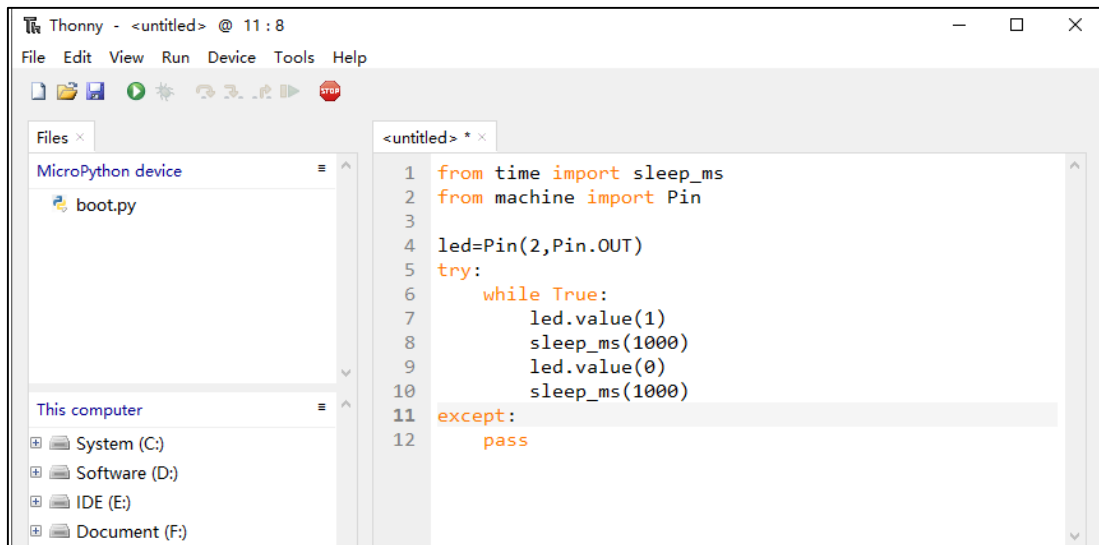 Thonny - <untitled> @ 11 : 8
File Edit View Run Device Tools Help
STOP
Files
MicroPython device
boot.py
This computer
System (C:)
Software (D:)
IDE (E:)
Document (F:)
<untitled> *
1 from time import sleep_ms
2 from machine import Pin
3
4 led=Pin(2,Pin.OUT)
5 try:
6     while True:
7         led.value(1)
8         sleep_ms(1000)
9         led.value(0)
10         sleep_ms(1000)
11 except:
12     pass